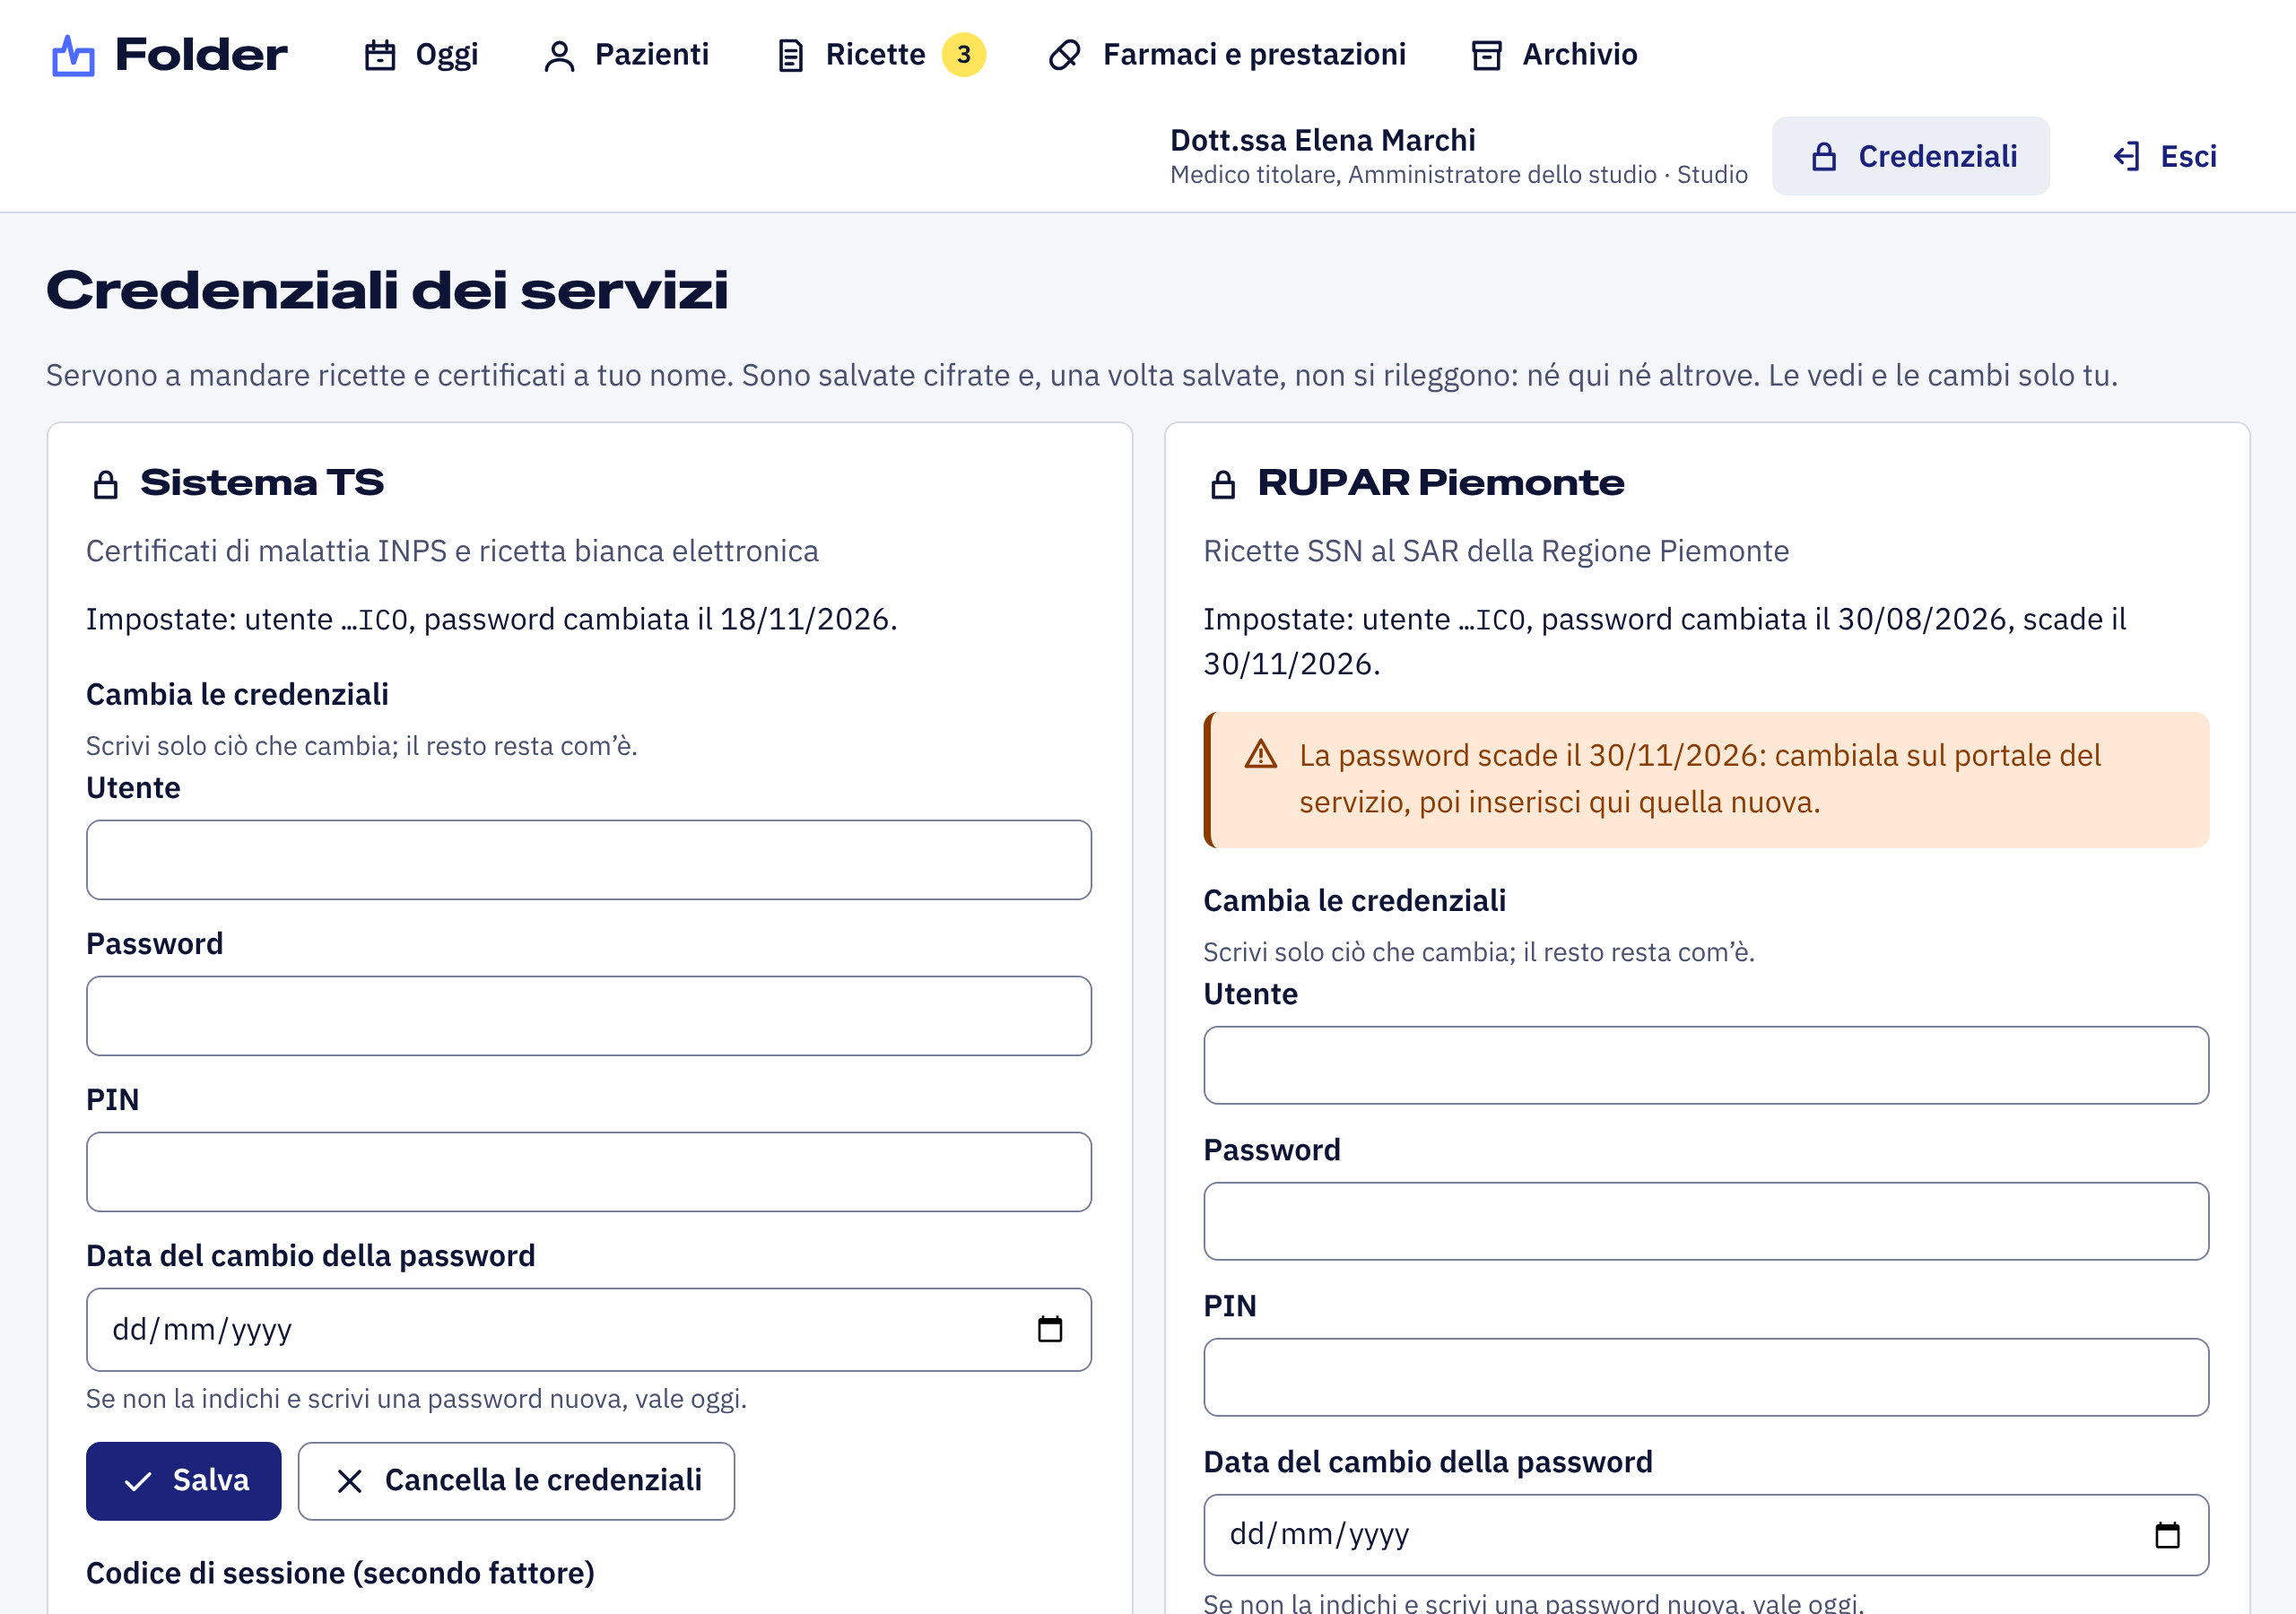 Folder
Oggi
Pazienti
Ricette 3
Farmaci e prestazioni
Archivio
Dott.ssa Elena Marchi
Medico titolare, Amministratore dello studio · Studio
Credenziali
Esci
Credenziali dei servizi
Servono a mandare ricette e certificati a tuo nome. Sono salvate cifrate e, una volta salvate, non si rileggono: né qui né altrove. Le vedi e le cambi solo tu.
Sistema TS
Certificati di malattia INPS e ricetta bianca elettronica
Impostate: utente …ICO, password cambiata il 18/11/2026.
Cambia le credenziali
Scrivi solo ciò che cambia; il resto resta com’è.
Utente
Password
PIN
Data del cambio della password
dd/mm/yyyy
Se non la indichi e scrivi una password nuova, vale oggi.
Salva
Cancella le credenziali
Codice di sessione (secondo fattore)
RUPAR Piemonte
Ricette SSN al SAR della Regione Piemonte
Impostate: utente …ICO, password cambiata il 30/08/2026, scade il
30/11/2026.
La password scade il 30/11/2026: cambiala sul portale del
servizio, poi inserisci qui quella nuova.
Cambia le credenziali
Scrivi solo ciò che cambia; il resto resta com’è.
Utente
Password
PIN
Data del cambio della password
dd/mm/yyyy
Se non la indichi e scrivi una password nuova, vale oggi.